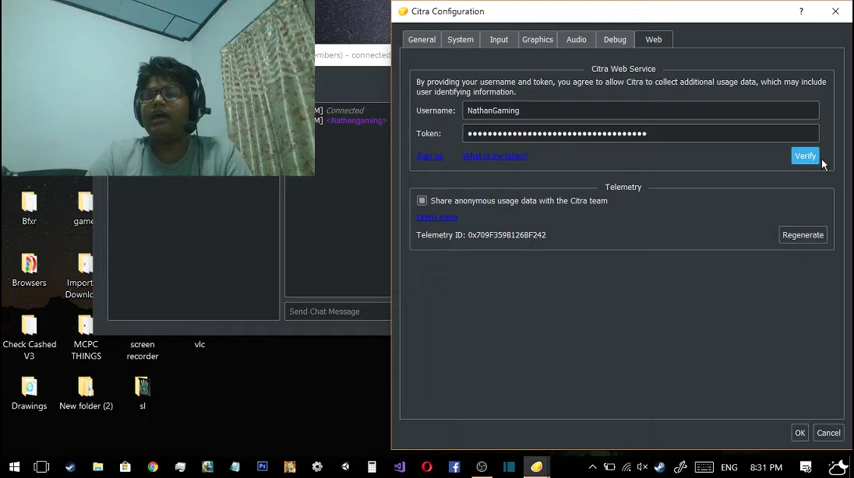 Citra Configuration
General System Input Graphics Audio Debug Web
embers) – connected
Citra Web Service
By providing your username and token, you agree to allow Citra to collect additional usage data, which may include
user identifying information.
Username: NathanGaming
Token: ••••••••••••••••••••••••••••••••••••
Sign up What is my token? Verify
Telemetry
Share anonymous usage data with the Citra team
Learn more
Telemetry ID: 0x709F359B126BF242 Regenerate
M] Connected
] <Nathangaming>
Send Chat Message
OK Cancel
Bfxr
game
Browsers
Import
Downlo
Check Cashed
V3
MCPC
THINGS
screen
recorder
vlc
Drawings
New folder (2)
sl
ENG 8:31 PM